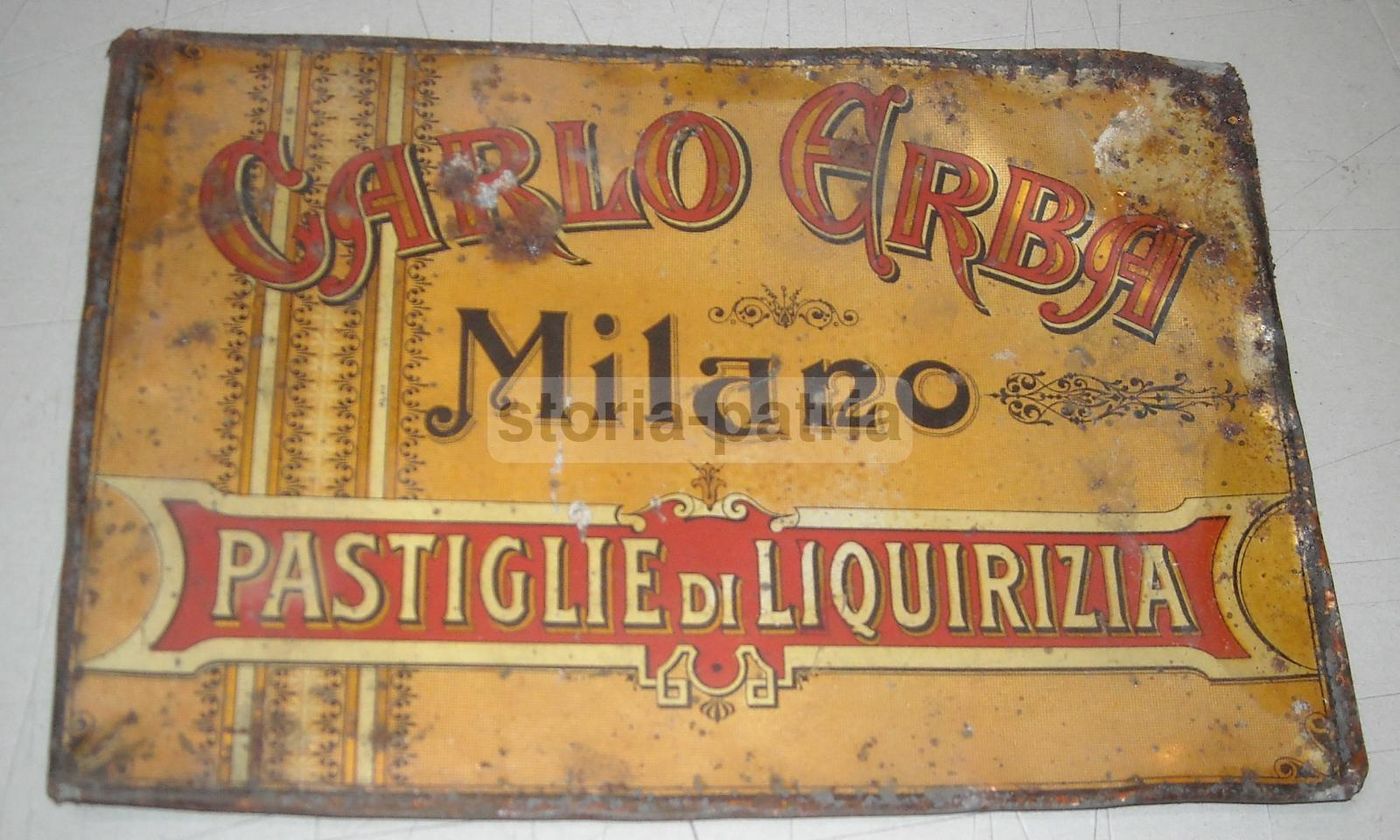 CARLO ERBA
Milano
storia-patria
PASTIGLIE DI LIQUIRIZIA